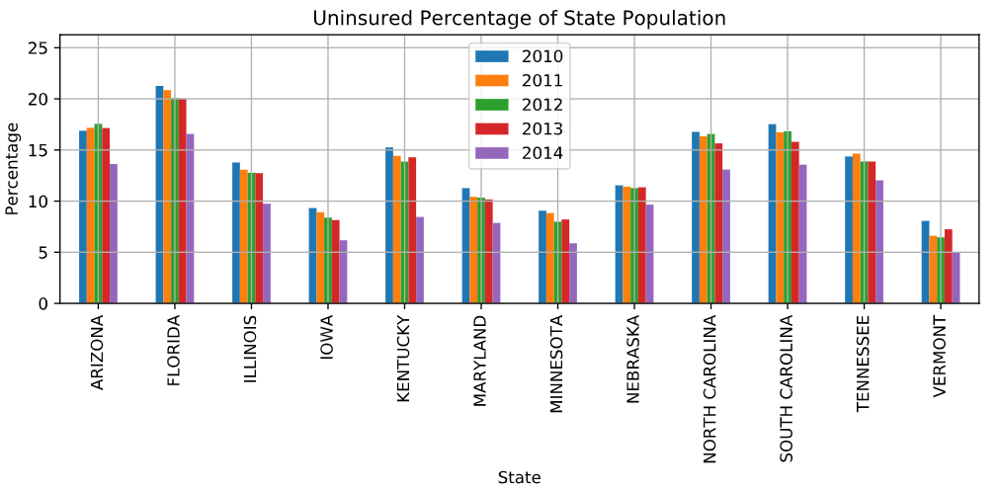 Uninsured Percentage of State Population
Percentage
25
20
15
10
5
0
2010
2011
2012
2013
2014
ARIZONA
FLORIDA
ILLINOIS
IOWA
KENTUCKY
MARYLAND
MINNESOTA
NEBRASKA
NORTH CAROLINA
SOUTH CAROLINA
TENNESSEE
VERMONT
State